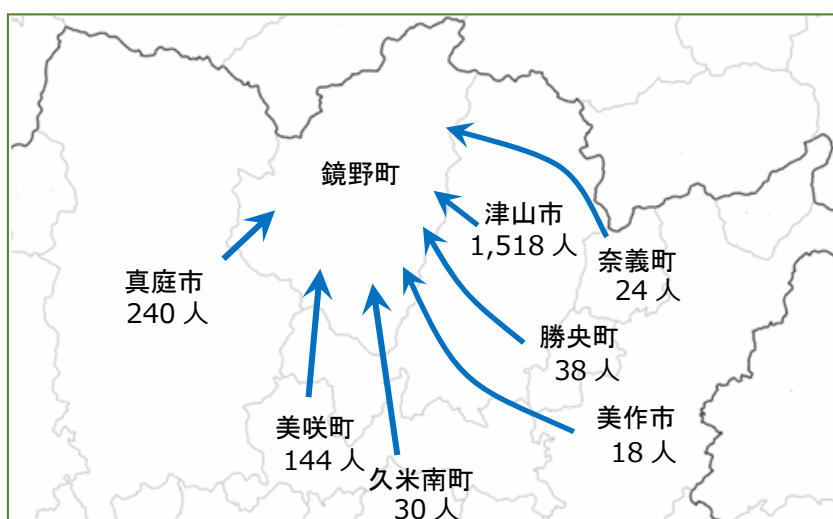 鏡野町
津山市
1,518 人
奈義町
24 人
真庭市
240 人
勝央町
38 人
美咲町
144 人
美作市
18 人
久米南町
30 人